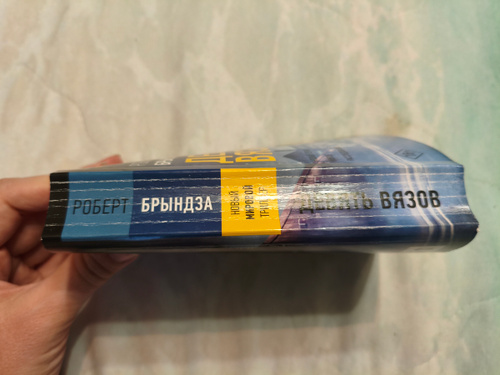 РОБЕРТ БРЫНДЗА
НОВЫЙ
МИРОВОЙ
ТРИЛЛЕР
ДЕВЯТЬ ВЯЗОВ